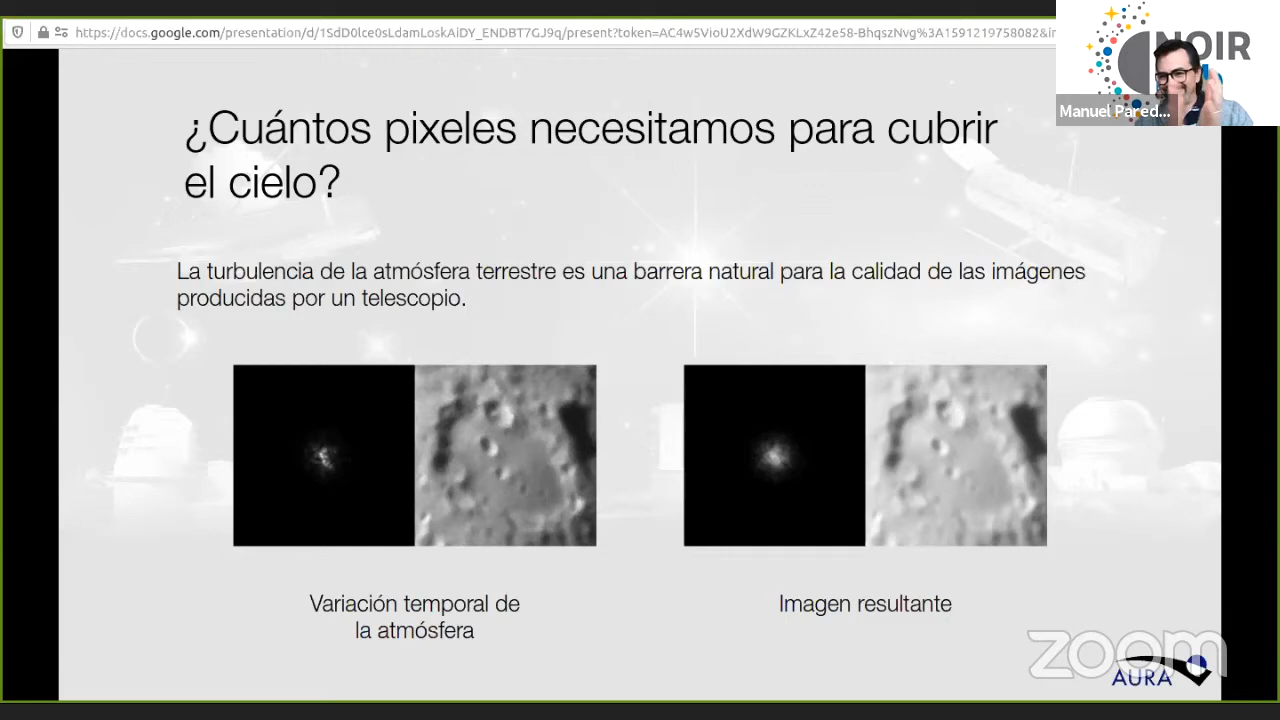 https://docs.google.com/presentation/d/1SdD0lce0sLdamLoskAiDY_ENDBT7GJ9q/present?token=AC4w5VioU2XdW9GZKLxZ42e58-BhqszNvg%3A1591219758082&in
NOIR
Manuel Pared...
¿Cuántos pixeles necesitamos para cubrir
el cielo?
La turbulencia de la atmósfera terrestre es una barrera natural para la calidad de las imágenes
producidas por un telescopio.
Variación temporal de
la atmósfera
Imagen resultante
zoom
AURA